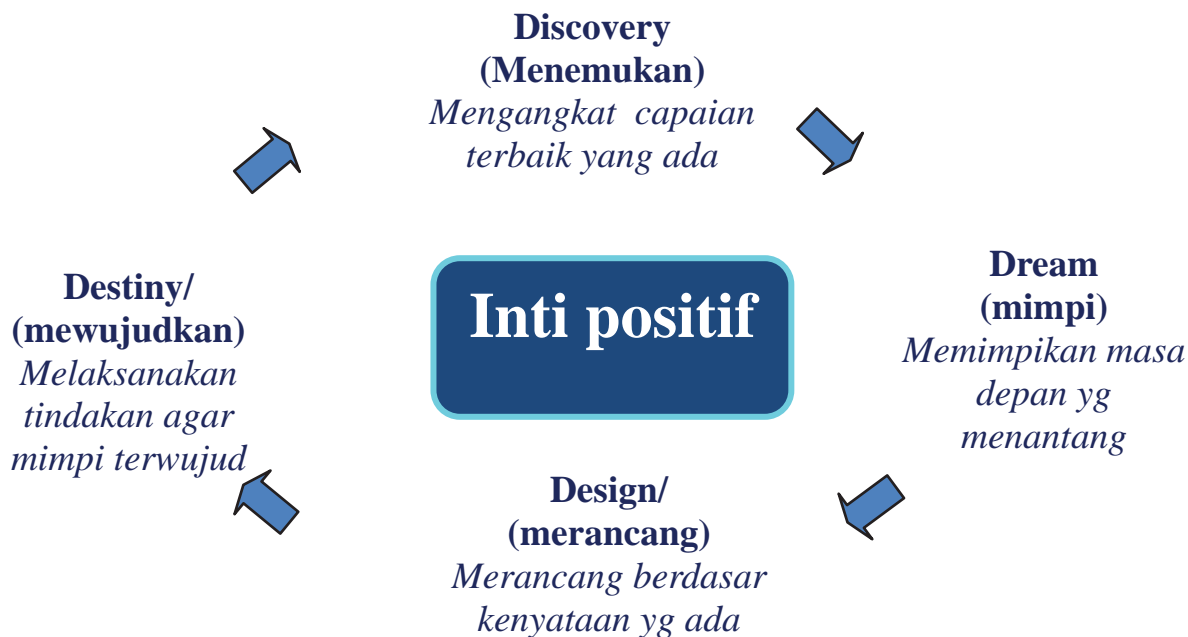 Discovery
(Menemukan)
Mengangkat capaian
terbaik yang ada
Dream
(mimpi)
Memimpikan masa
depan yg
menantang
Design/
(merancang)
Merancang berdasar
kenyataan yg ada
Destiny/
(mewujudkan)
Melaksanakan
tindakan agar
mimpi terwujud
Inti positif